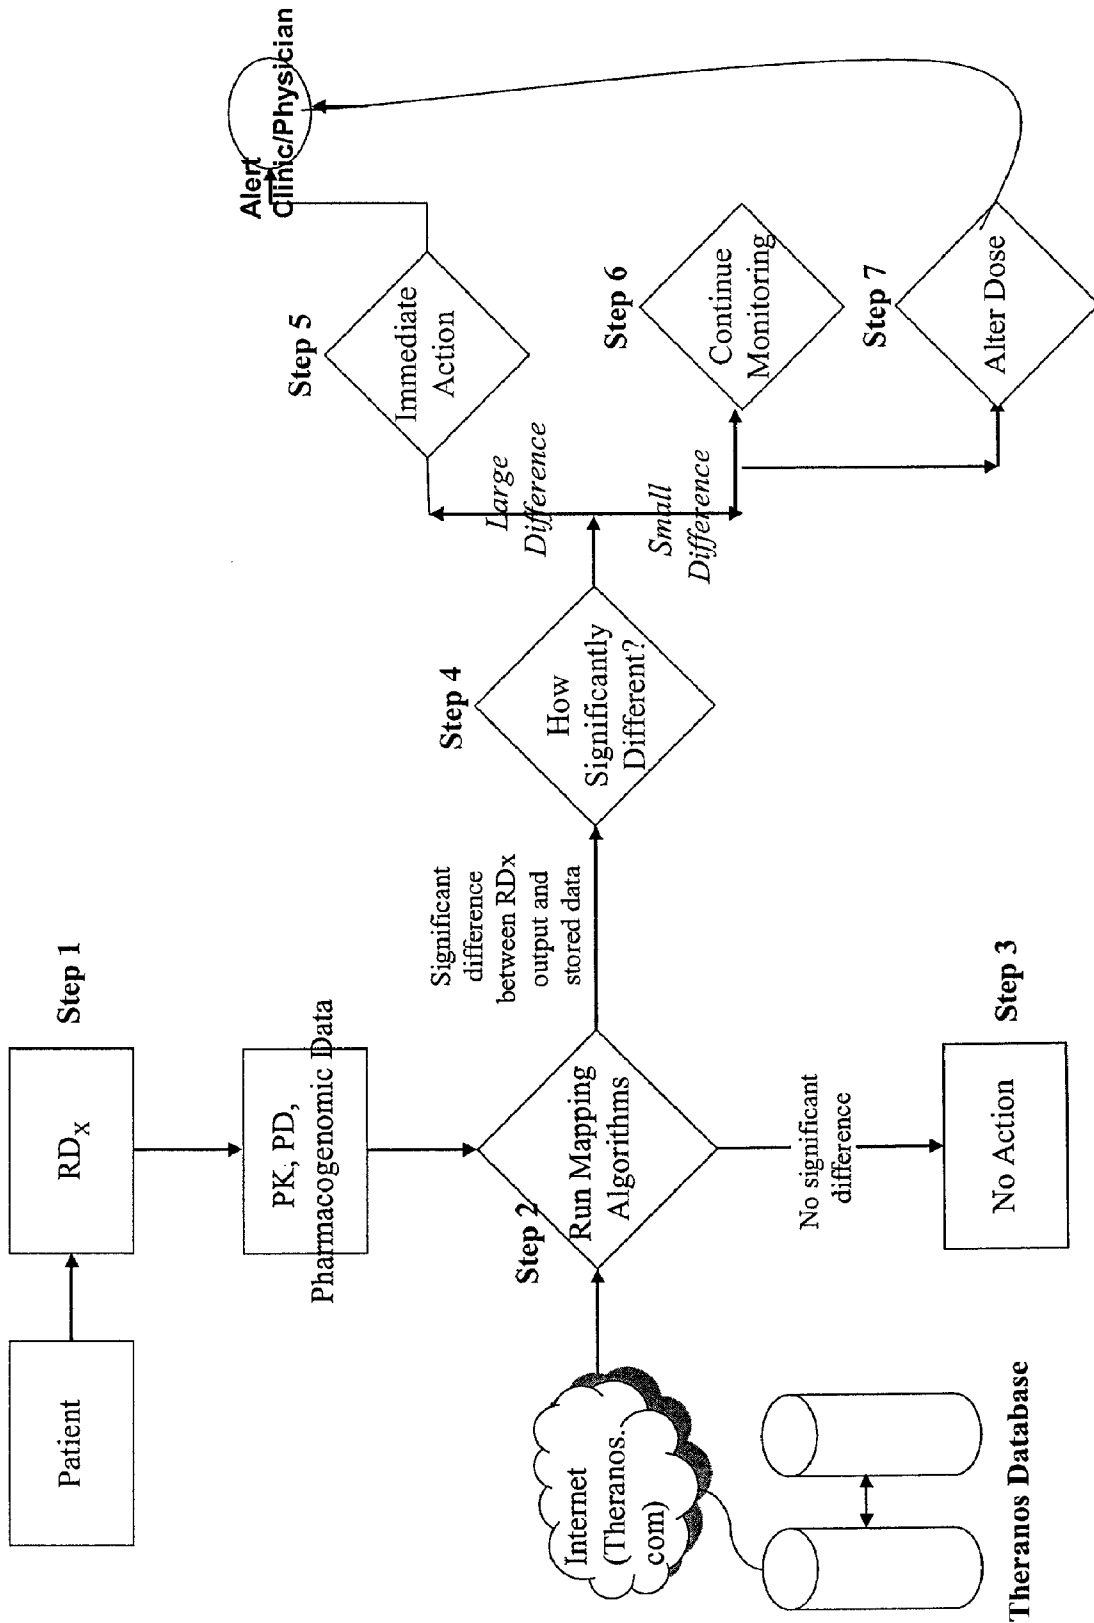 Patient
RDx
Step 1
PK, PD,
Pharmacogenomic Data
Internet
(Theranos.
com)
Theranos Database
Step 2
Run Mapping
Algorithms
No significant
difference
No Action
Step 3
Significant
difference
between RDx
output and
stored data
Step 4
How
Significantly
Different?
Large
Difference
Small
Difference
Step 5
Immediate
Action
Step 6
Continue
Monitoring
Step 7
Alter Dose
Alert
Clinic/Physician